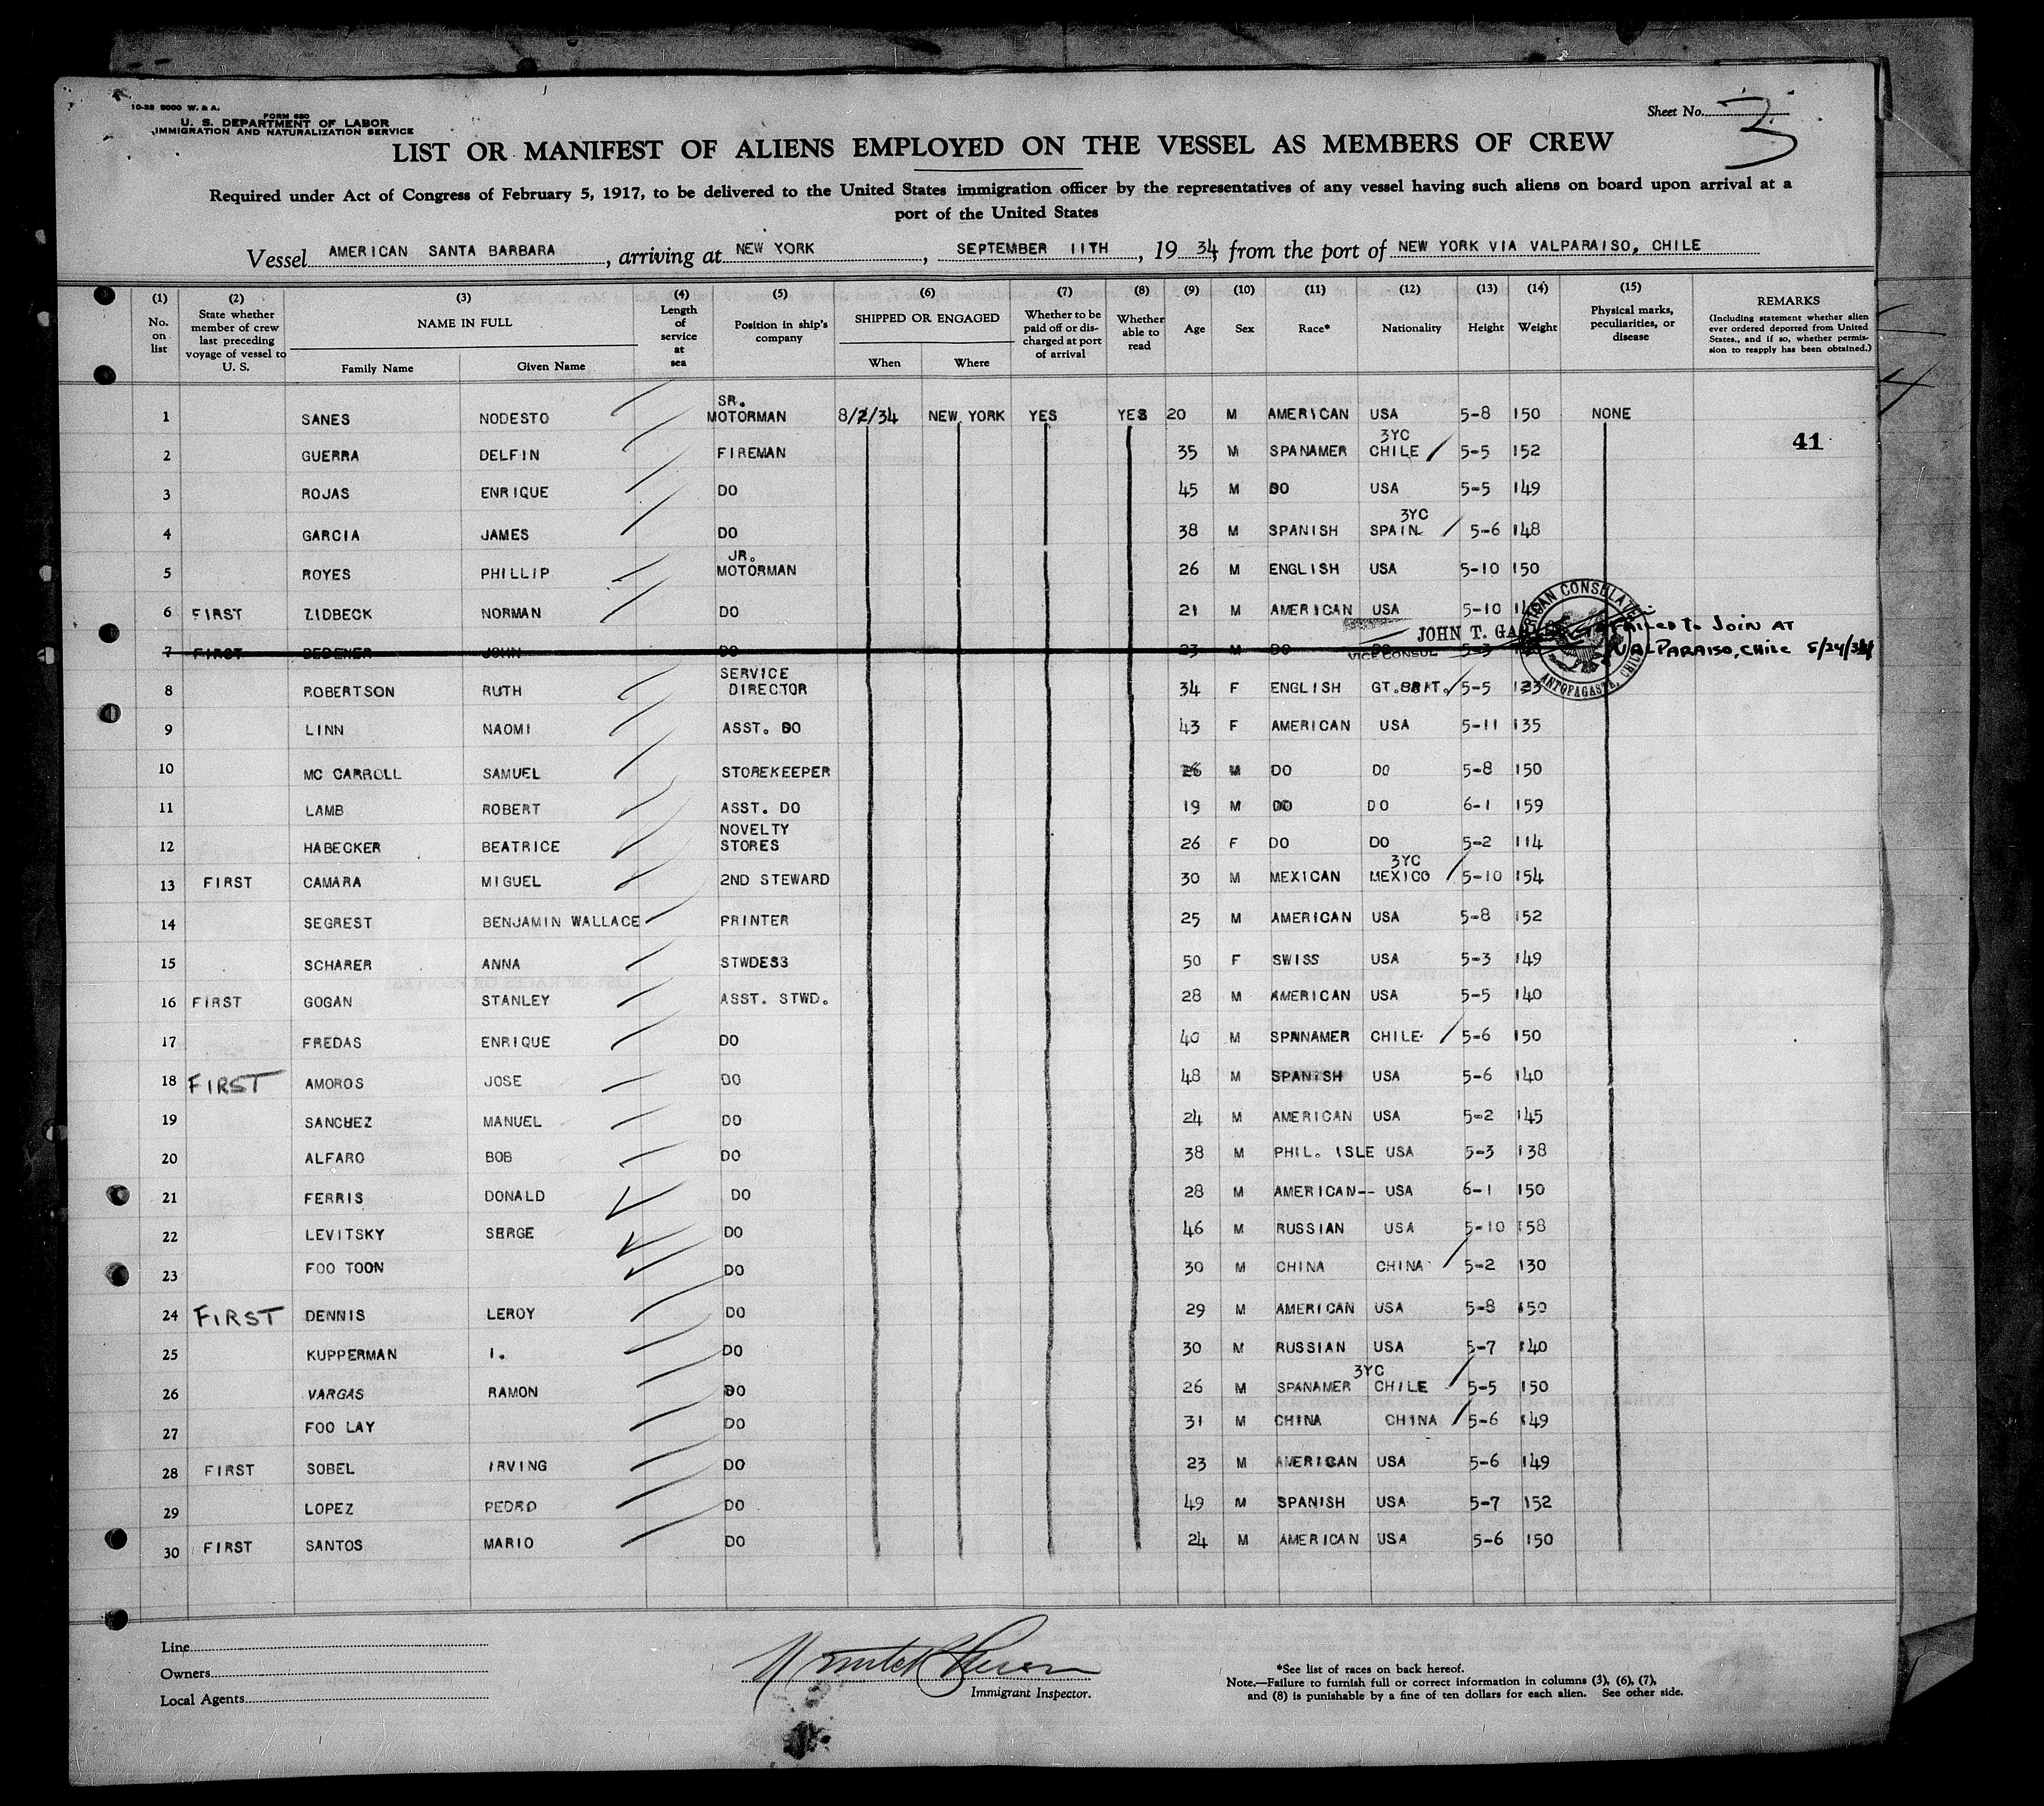 10-33 5000 W. & A.
FORM 680
U. S. DEPARTMENT OF LABOR
IMMIGRATION AND NATURALIZATION SERVICE
Sheet No. 3
LIST OR MANIFEST OF ALIENS EMPLOYED ON THE VESSEL AS MEMBERS OF CREW
Required under Act of Congress of February 5, 1917, to be delivered to the United States immigration officer by the representatives of any vessel having such aliens on board upon arrival at a
port of the United States
Vessel AMERICAN SANTA BARBARA, arriving at NEW YORK, SEPTEMBER 11TH, 19 34 from the port of NEW YORK VIA VALPARAISO, CHILE
(1) No. on list
(2) State whether member of crew last preceding voyage of vessel to U. S.
(3) NAME IN FULL Family Name Given Name
(4) Length of service at sea
(5) Position in ship's company
(6) SHIPPED OR ENGAGED When Where
(7) Whether to be paid off or discharged at port of arrival
(8) Whether able to read
(9) Age
(10) Sex
(11) Race*
(12) Nationality
(13) Height
(14) Weight
(15) Physical marks, peculiarities, or disease
REMARKS (Including statement whether alien ever ordered deported from United States, and if so, whether permission to reapply has been obtained.)
1 SANES NODESTO SR. MOTORMAN 8/2/34 NEW YORK YES YES 20 M AMERICAN USA 5-8 150 NONE
41
2 GUERRA DELFIN FIREMAN 35 M SPANAMER 3YC CHILE 5-5 152
3 ROJAS ENRIQUE DO 45 M DO USA 5-5 149
4 GARCIA JAMES DO 38 M SPANISH 3YC SPAIN 5-6 148
5 ROYES PHILLIP JR. MOTORMAN 26 M ENGLISH USA 5-10 150
6 FIRST ZIDBECK NORMAN DO 21 M AMERICAN USA 5-10
7 FIRST DEDENER JOHN DO 23 M DO DO 5-3
JOHN T. VICE CONSUL
AMERICAN CONSULATE ANTOFAGASTA, CHILE
FAILED to JOIN AT
VALPARAISO, CHILE 8/24/34
8 ROBERTSON RUTH SERVICE DIRECTOR 34 F ENGLISH GT.BRIT. 5-5 123
9 LINN NAOMI ASST. DO 43 F AMERICAN USA 5-11 135
10 MC CARROLL SAMUEL STOREKEEPER 26 M DO DO 5-8 150
11 LAMB ROBERT ASST. DO 19 M DO DO 6-1 159
12 HABECKER BEATRICE NOVELTY STORES 26 F DO DO 5-2 114
13 FIRST CAMARA MIGUEL 2ND STEWARD 30 M MEXICAN 3YC MEXICO 5-10 154
14 SEGREST BENJAMIN WALLACE PRINTER 25 M AMERICAN USA 5-8 152
15 SCHARER ANNA STWDESS 50 F SWISS USA 5-3 149
16 FIRST GOGAN STANLEY ASST. STWD. 28 M AMERICAN USA 5-5 140
17 FREDAS ENRIQUE DO 40 M SPANAMER CHILE 5-6 150
18 FIRST AMOROS JOSE DO 48 M SPANISH USA 5-6 140
19 SANCHEZ MANUEL DO 24 M AMERICAN USA 5-2 145
20 ALFARO BOB DO 38 M PHIL. ISLE USA 5-3 138
21 FERRIS DONALD DO 28 M AMERICAN-- USA 6-1 150
22 LEVITSKY SERGE DO 46 M RUSSIAN USA 5-10 158
23 FOO TOON DO 30 M CHINA CHINA 5-2 130
24 FIRST DENNIS LEROY DO 29 M AMERICAN USA 5-8 150
25 KUPPERMAN I. DO 30 M RUSSIAN USA 5-7 140
26 VARGAS RAMON DO 26 M SPANAMER 3YC CHILE 5-5 150
27 FOO LAY DO 31 M CHINA CHINA 5-6 149
28 FIRST SOBEL IRVING DO 23 M AMERICAN USA 5-6 149
29 LOPEZ PEDRO DO 49 M SPANISH USA 5-7 152
30 FIRST SANTOS MARIO DO 24 M AMERICAN USA 5-6 150
Line
Owners
Local Agents
Immigrant Inspector.
*See list of races on back hereof.
Note.—Failure to furnish full or correct information in columns (3), (6), (7),
and (8) is punishable by a fine of ten dollars for each alien. See other side.